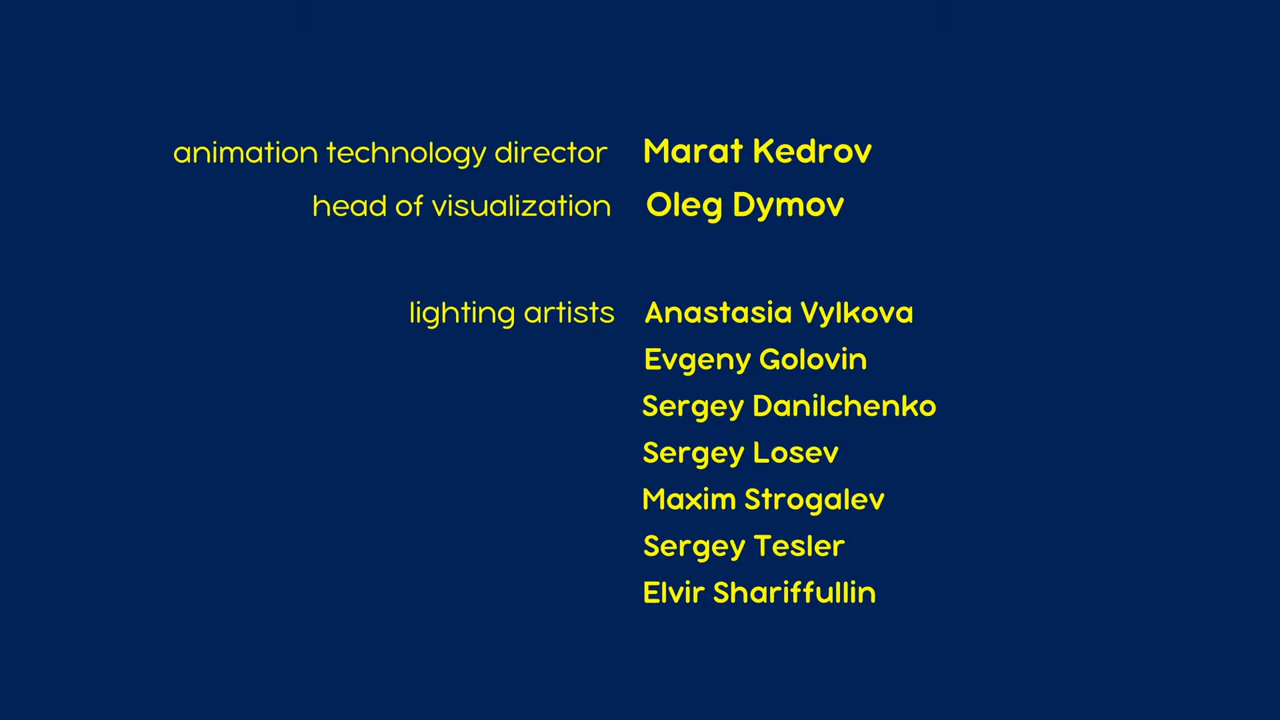 animation technology director Marat Kedrov
head of visualization Oleg Dymov
lighting artists Anastasia Vylkova
Evgeny Golovin
Sergey Danilchenko
Sergey Losev
Maxim Strogalev
Sergey Tesler
Elvir Shariffullin